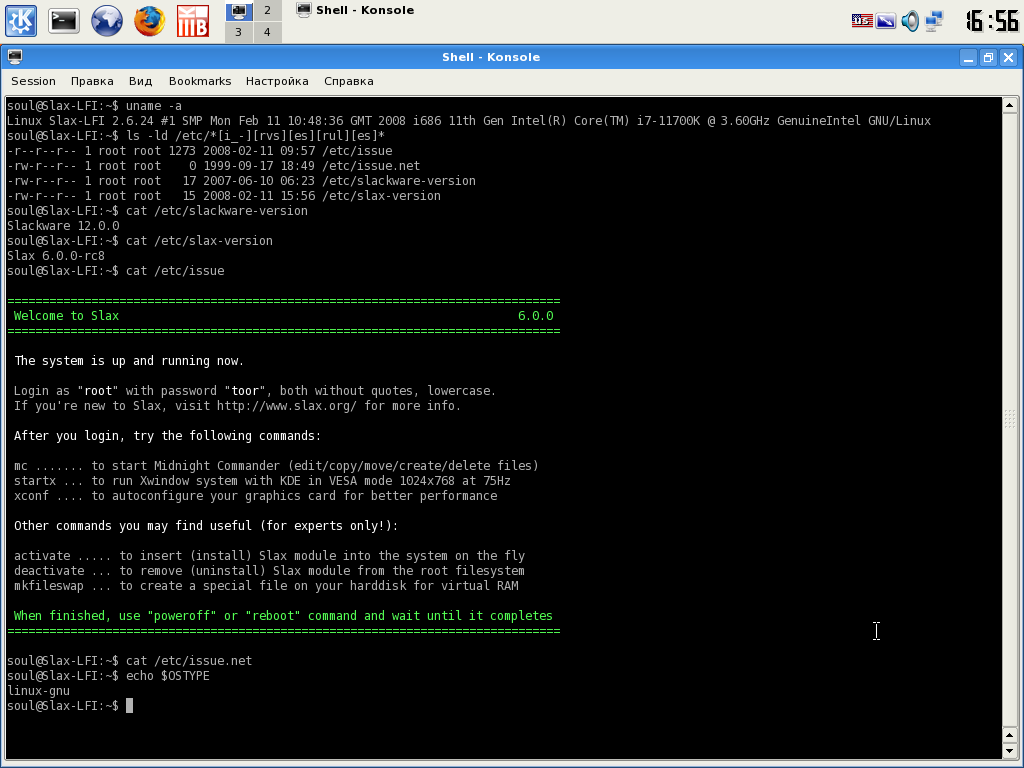 2
Shell - Konsole
3 4
16:56
Shell - Konsole
Session Правка Вид Bookmarks Настройка Справка
soul@Slax-LFI:~$ uname -a
Linux Slax-LFI 2.6.24 #1 SMP Mon Feb 11 10:48:36 GMT 2008 i686 11th Gen Intel(R) Core(TM) i7-11700K @ 3.60GHz GenuineIntel GNU/Linux
soul@Slax-LFI:~$ ls -ld /etc/*[i_-][rvs][es][rul][es]*
-r--r--r-- 1 root root 1273 2008-02-11 09:57 /etc/issue
-rw-r--r-- 1 root root    0 1999-09-17 18:49 /etc/issue.net
-rw-r--r-- 1 root root   17 2007-06-10 06:23 /etc/slackware-version
-rw-r--r-- 1 root root   15 2008-02-11 15:56 /etc/slax-version
soul@Slax-LFI:~$ cat /etc/slackware-version
Slackware 12.0.0
soul@Slax-LFI:~$ cat /etc/slax-version
Slax 6.0.0-rc8
soul@Slax-LFI:~$ cat /etc/issue
===============================================================================
Welcome to Slax 6.0.0
===============================================================================
The system is up and running now.
Login as "root" with password "toor", both without quotes, lowercase.
If you're new to Slax, visit http://www.slax.org/ for more info.
After you login, try the following commands:
mc ....... to start Midnight Commander (edit/copy/move/create/delete files)
startx ... to run Xwindow system with KDE in VESA mode 1024x768 at 75Hz
xconf .... to autoconfigure your graphics card for better performance
Other commands you may find useful (for experts only!):
activate ..... to insert (install) Slax module into the system on the fly
deactivate ... to remove (uninstall) Slax module from the root filesystem
mkfileswap ... to create a special file on your harddisk for virtual RAM
When finished, use "poweroff" or "reboot" command and wait until it completes
===============================================================================
soul@Slax-LFI:~$ cat /etc/issue.net
soul@Slax-LFI:~$ echo $OSTYPE
linux-gnu
soul@Slax-LFI:~$